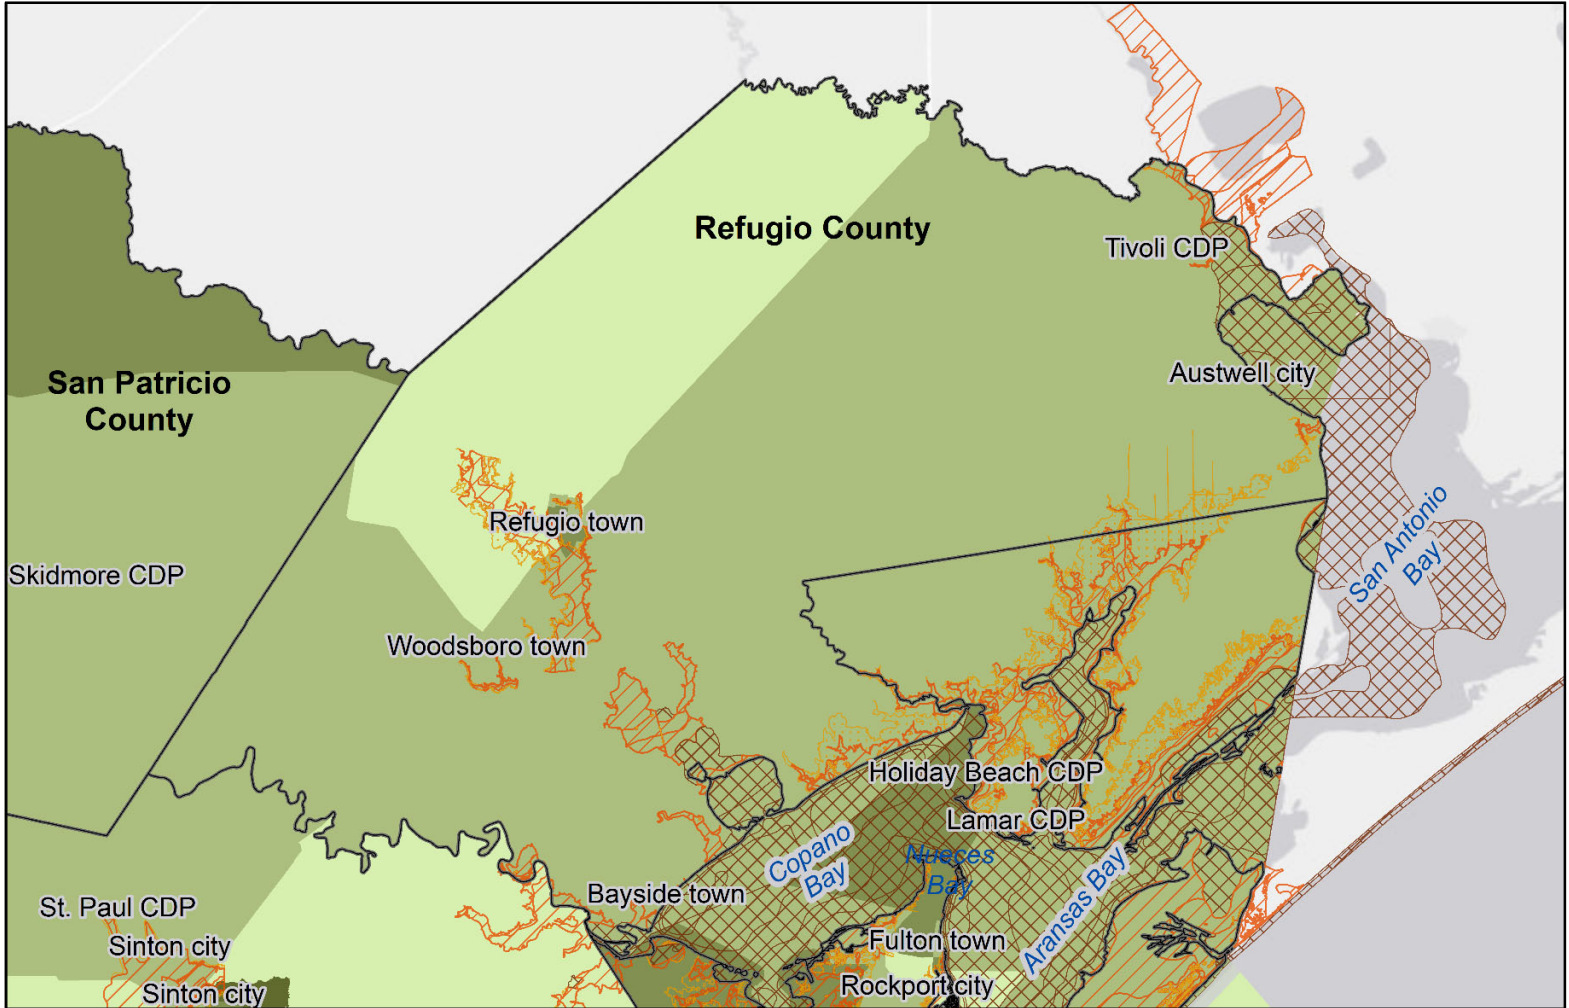 Refugio County
Tivoli CDP
San Patricio
County
Austwell city
Refugio town
San Antonio
Bay
Skidmore CDP
Woodsboro town
Holiday Beach CDP
Lamar CDP
Copano
Bay
Nueces
Bay
Bayside town
Aransas Bay
St. Paul CDP
Sinton city
Fulton town
Rockport city
Sinton city